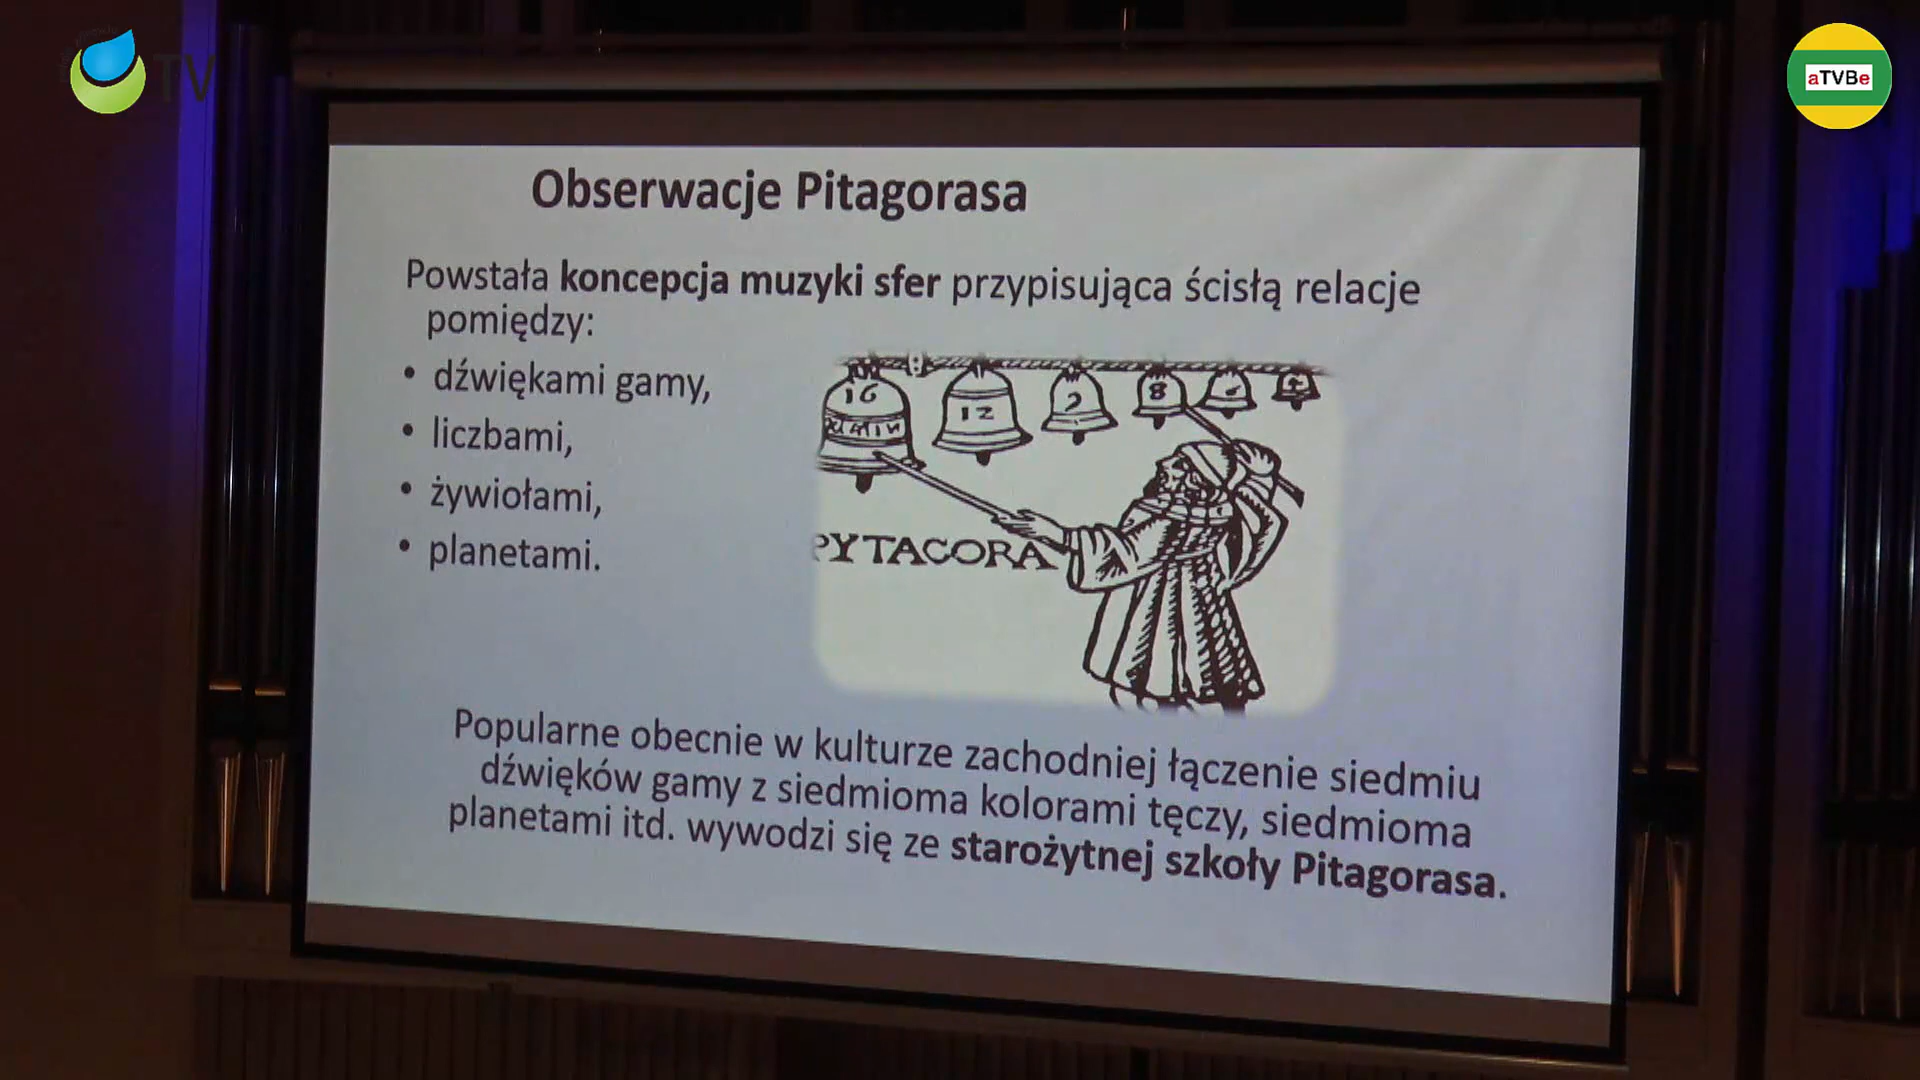 TV
aTVBe
Obserwacje Pitagorasa
Powstała koncepcja muzyki sfer przypisująca ścisłą relacje
pomiędzy:
• dźwiękami gamy,
• liczbami,
• żywiołami,
• planetami.
16
12
9
8
6
PYTAGORA
Popularne obecnie w kulturze zachodniej łączenie siedmiu
dźwięków gamy z siedmioma kolorami tęczy, siedmioma
planetami itd. wywodzi się ze starożytnej szkoły Pitagorasa.